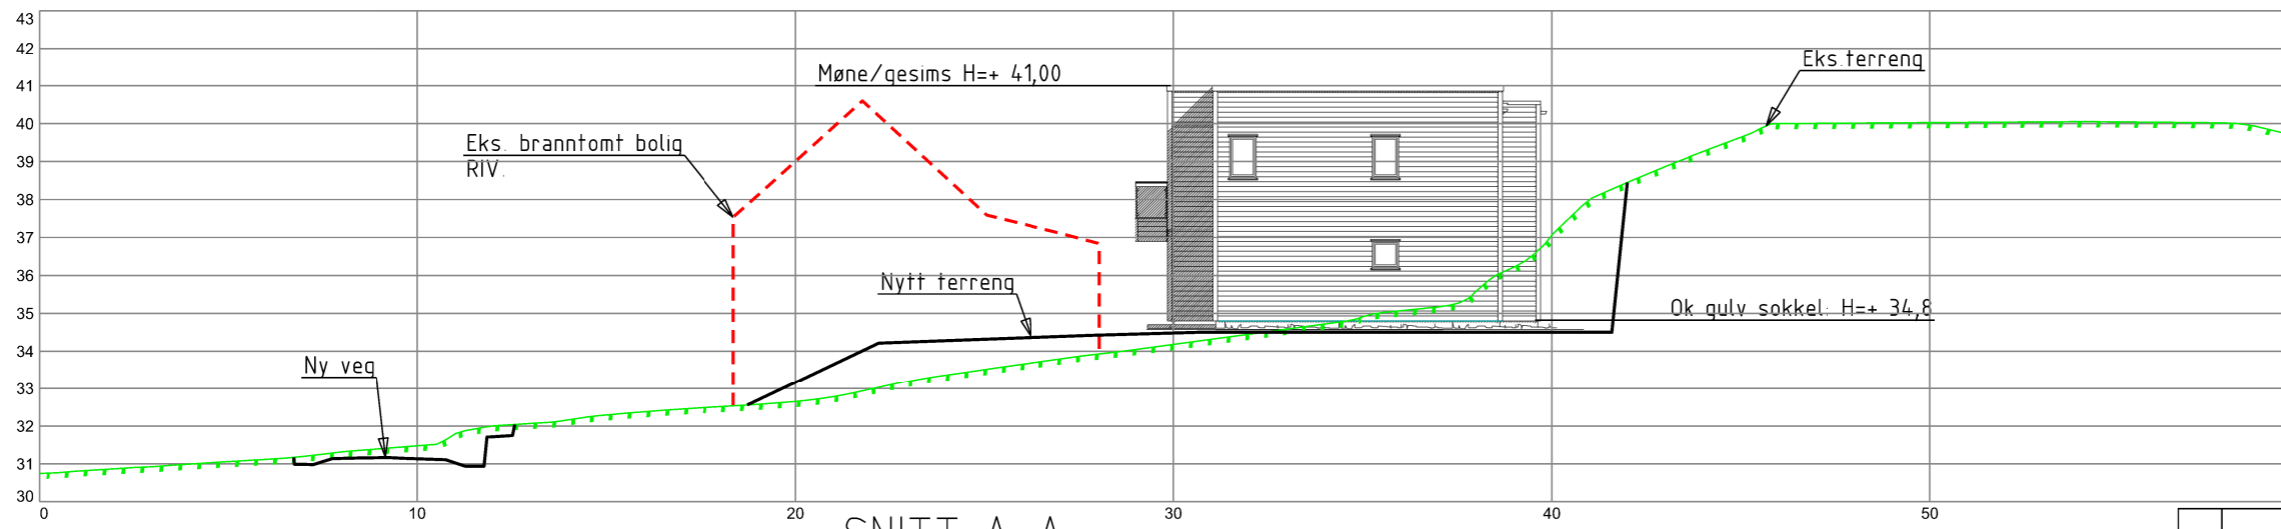 43
42
41
40
39
38
37
36
35
34
33
32
31
30
Møne/gesims H=+ 41,00
Eks.terreng
Eks. branntomt bolig
RIV.
Nytt terreng
Ok gulv sokkel: H=+ 34,8
Ny veg
0 10 20 30 40 50
SNITT A A